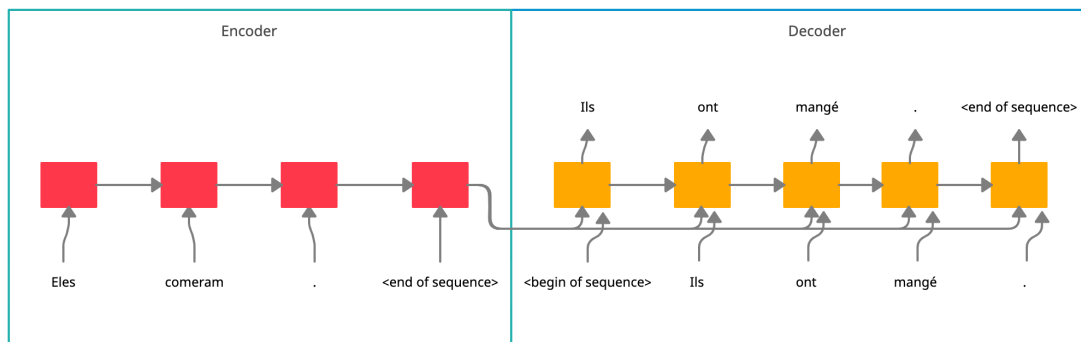 Encoder
Decoder
Ils ont mangé . <end of sequence>
Eles comeram . <end of sequence> <begin of sequence> Ils ont mangé .